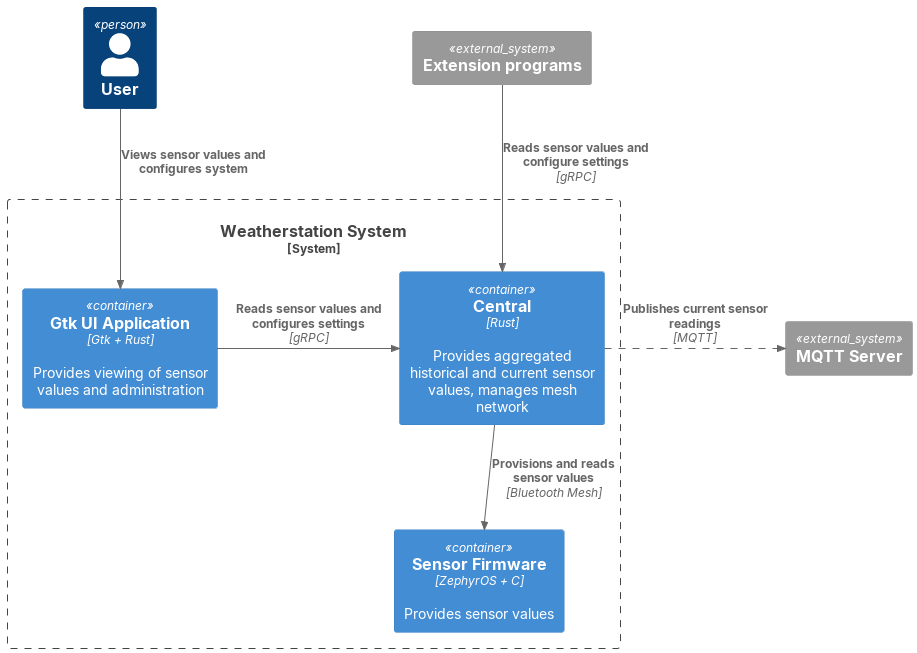 «person»
User
«external_system»
Extension programs
Views sensor values and
configures system
Reads sensor values and
configure settings
[gRPC]
Weatherstation System
[System]
«container»
Gtk UI Application
[Gtk + Rust]
Provides viewing of sensor
values and administration
Reads sensor values and
configures settings
[gRPC]
«container»
Central
[Rust]
Provides aggregated
historical and current sensor
values, manages mesh
network
Publishes current sensor
readings
[MQTT]
«external_system»
MQTT Server
Provisions and reads
sensor values
[Bluetooth Mesh]
«container»
Sensor Firmware
[ZephyrOS + C]
Provides sensor values